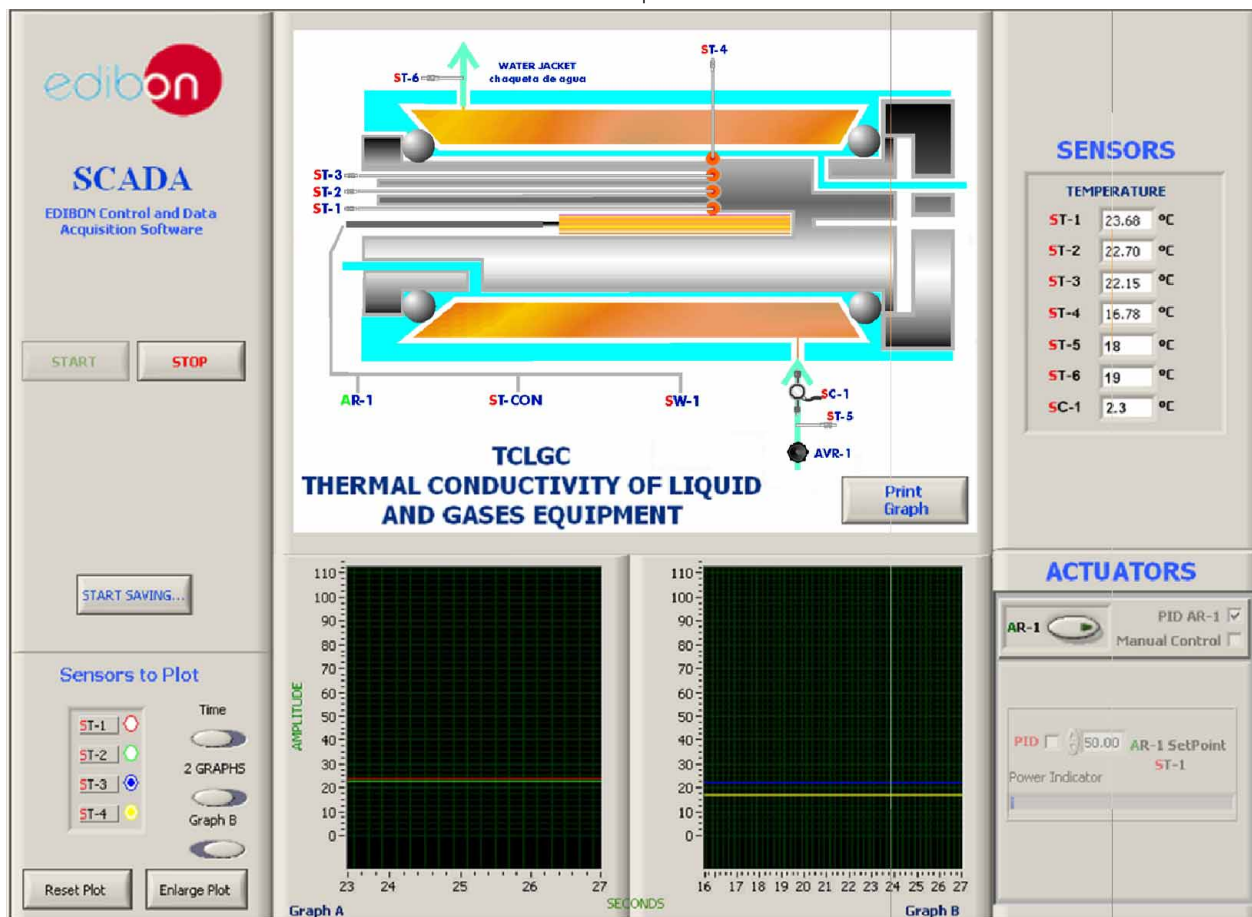 edibon
SCADA
EDIBON Control and Data
Acquisition Software
START
STOP
START SAVING...
Sensors to Plot
ST-1
ST-2
ST-3
ST-4
Time
2 GRAPHS
Graph B
Reset Plot
Enlarge Plot
ST-4
WATER JACKET
chaqueta de agua
ST-6
ST-3
ST-2
ST-1
AR-1
ST-CON
SW-1
SC-1
ST-5
AVR-1
TCLGC
THERMAL CONDUCTIVITY OF LIQUID
AND GASES EQUIPMENT
Print
Graph
AMPLITUDE
110
100
90
80
70
60
50
40
30
20
10
0
23 24 25 26 27
Graph A
SECONDS
110
100
90
80
70
60
50
40
30
20
10
0
16 17 18 19 20 21 22 23 24 25 26 27
Graph B
SENSORS
TEMPERATURE
ST-1 23.68 ºC
ST-2 22.70 ºC
ST-3 22.15 ºC
ST-4 16.78 ºC
ST-5 18 ºC
ST-6 19 ºC
SC-1 2.3 ºC
ACTUATORS
AR-1
PID AR-1
Manual Control
PID 50.00 AR-1 SetPoint
ST-1
Power Indicator